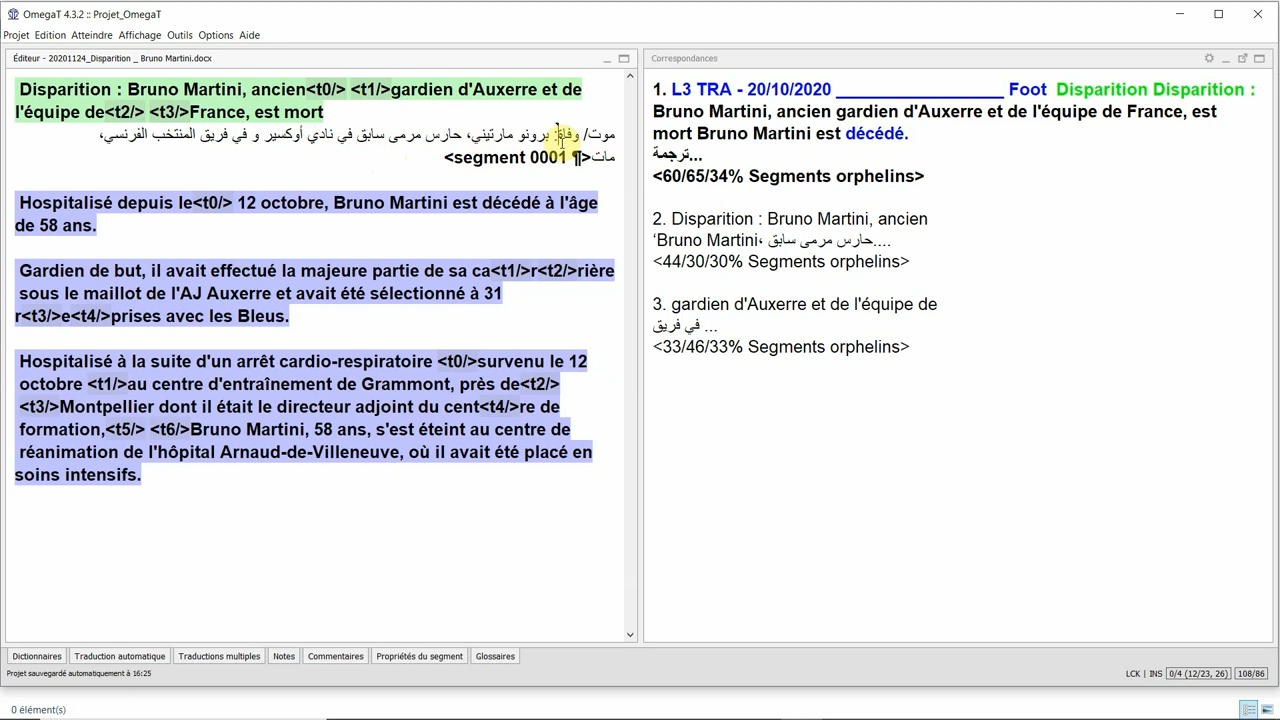 OmegaT 4.3.2 :: Projet_OmegaT
Projet Edition Atteindre Affichage Outils Options Aide
Éditeur - 20201124_Disparition _ Bruno Martini.docx
Disparition : Bruno Martini, ancien<t0/> <t1/>gardien d'Auxerre et de
l'équipe de<t2/> <t3/>France, est mort
موت/ وفاة: برونو مارتيني، حارس مرمى سابق في نادي أوكسير و في فريق المنتخب الفرنسي،
مات<segment 0001 ¶>
Hospitalisé depuis le<t0/> 12 octobre, Bruno Martini est décédé à l'âge
de 58 ans.
Gardien de but, il avait effectué la majeure partie de sa ca<t1/>r<t2/>rière
sous le maillot de l'AJ Auxerre et avait été sélectionné à 31
r<t3/>e<t4/>prises avec les Bleus.
Hospitalisé à la suite d'un arrêt cardio-respiratoire <t0/>survenu le 12
octobre <t1/>au centre d'entraînement de Grammont, près de<t2/>
<t3/>Montpellier dont il était le directeur adjoint du cent<t4/>re de
formation,<t5/> <t6/>Bruno Martini, 58 ans, s'est éteint au centre de
réanimation de l'hôpital Arnaud-de-Villeneuve, où il avait été placé en
soins intensifs.
Correspondances
1. L3 TRA - 20/10/2020 _________________ Foot Disparition Disparition :
Bruno Martini, ancien gardien d'Auxerre et de l'équipe de France, est
mort Bruno Martini est décédé.
ترجمة...
<60/65/34% Segments orphelins>
2. Disparition : Bruno Martini, ancien
‘Bruno Martini، حارس مرمى سابق....
<44/30/30% Segments orphelins>
3. gardien d'Auxerre et de l'équipe de
في فريق ...
<33/46/33% Segments orphelins>
Dictionnaires Traduction automatique Traductions multiples Notes Commentaires Propriétés du segment Glossaires
Projet sauvegardé automatiquement à 16:25
LCK | INS 0/4 (12/23, 26) 108/86
0 élément(s)